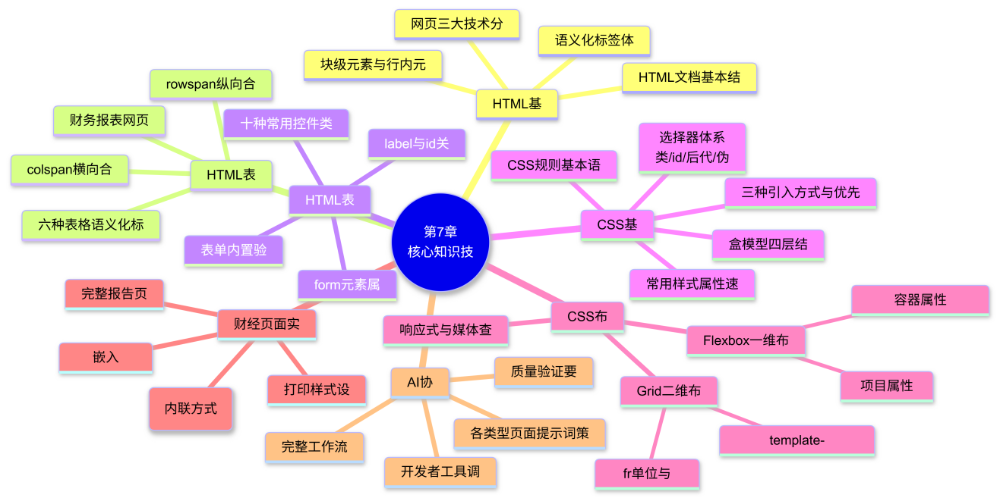 第7章
核心知识技
HTML基
网页三大技术分
语义化标签体
块级元素与行内元
HTML文档基本结
HTML表
rowspan纵向合
财务报表网页
colspan横向合
六种表格语义化标
HTML表
十种常用控件类
label与id关
表单内置验
form元素属
CSS基
CSS规则基本语
选择器体系
类/id/后代/伪
三种引入方式与优先
盒模型四层结
常用样式属性速
CSS布
响应式与媒体查
Flexbox一维布
容器属性
项目属性
Grid二维布
template-
fr单位与
AI协
质量验证要
各类型页面提示词策
开发者工具调
完整工作流
财经页面实
完整报告页
嵌入
内联方式
打印样式设